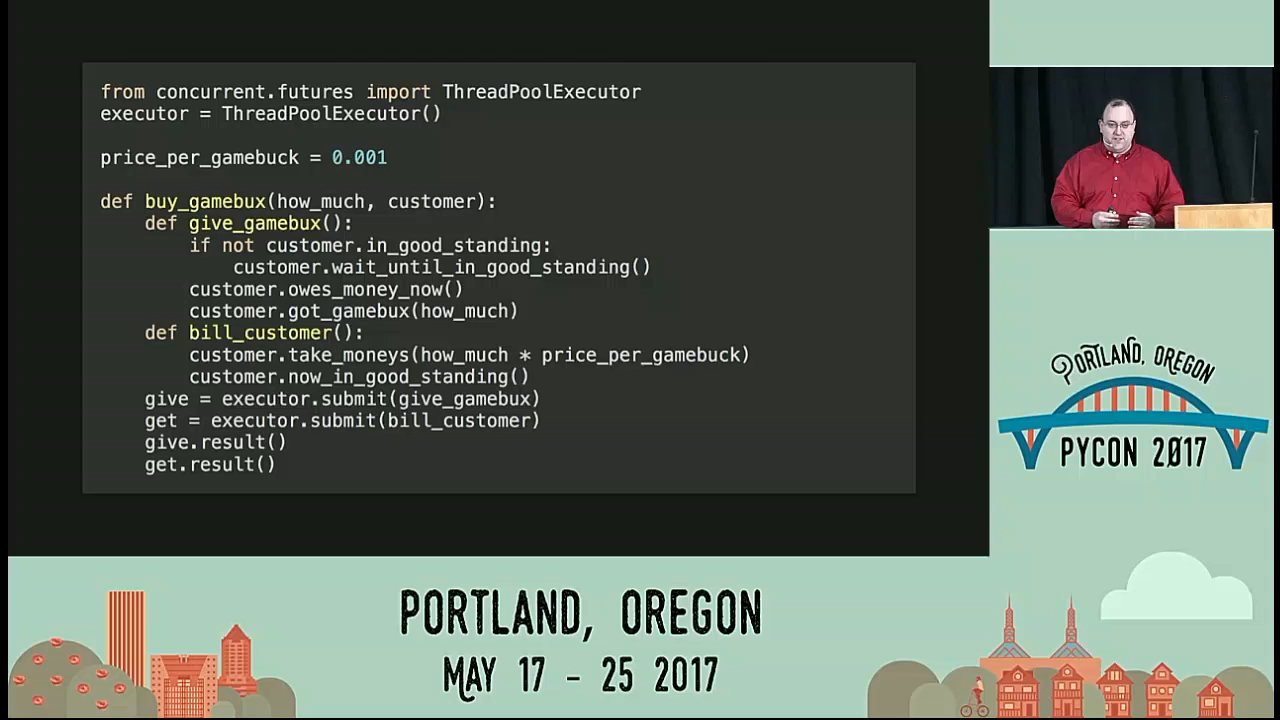 from concurrent.futures import ThreadPoolExecutor
executor = ThreadPoolExecutor()
price_per_gamebuck = 0.001
def buy_gamebux(how_much, customer):
    def give_gamebux():
        if not customer.in_good_standing:
            customer.wait_until_in_good_standing()
        customer.owes_money_now()
        customer.got_gamebux(how_much)
    def bill_customer():
        customer.take_moneys(how_much * price_per_gamebuck)
        customer.now_in_good_standing()
    give = executor.submit(give_gamebux)
    get = executor.submit(bill_customer)
    give.result()
    get.result()
PORTLAND, OREGON
PYCON 2017
PORTLAND, OREGON
MAY 17 - 25 2017